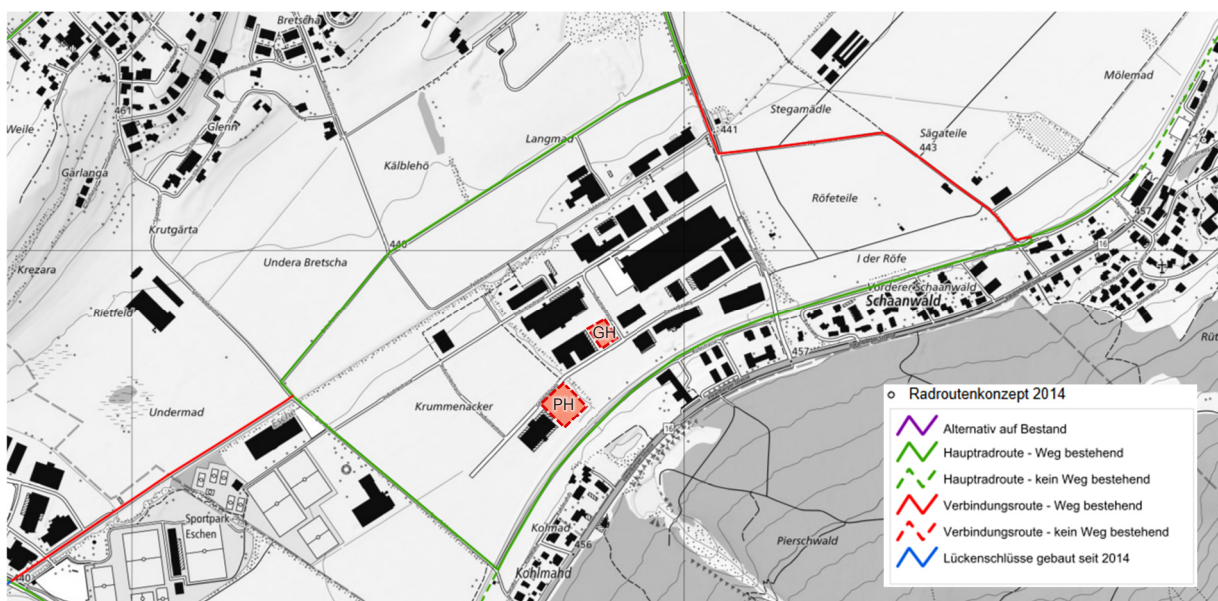 Bretscha
Mölemad
461
Weile
Glenn
Langmad
441
Stegamädle
Sägateile
443
Garlanga
Kälblehö
Röfeteile
457
Krutgärta
440
16
Krezara
Undera Bretscha
I der Röfe
Vorderer Schaanwald
Schaanwald
Rietfeld
GH
457
Undermad
Krummenacker
PH
16
Sportpark
Eschen
Kolmad
456
Pierschwald
440
Kohlmahd
Radroutenkonzept 2014
Alternativ auf Bestand
Hauptradroute - Weg bestehend
Hauptradroute - kein Weg bestehend
Verbindungsroute - Weg bestehend
Verbindungsroute - kein Weg bestehend
Lückenschlüsse gebaut seit 2014